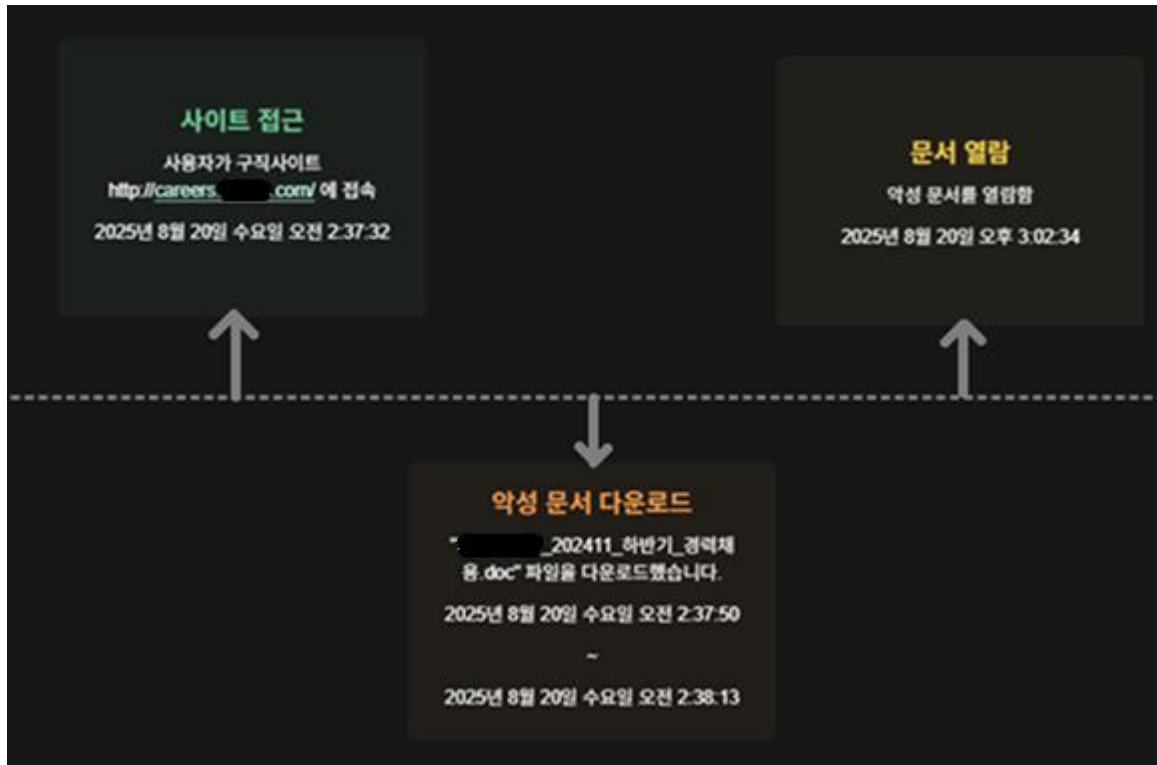 사이트 접근
사용자가 구직사이트
http://careers. .com/ 에 접속
2025년 8월 20일 수요일 오전 2:37:32
문서 열람
악성 문서를 열람함
2025년 8월 20일 오후 3:02:34
악성 문서 다운로드
" _202411_하반기_경력채
용.doc" 파일을 다운로드했습니다.
2025년 8월 20일 수요일 오전 2:37:50
~
2025년 8월 20일 수요일 오전 2:38:13